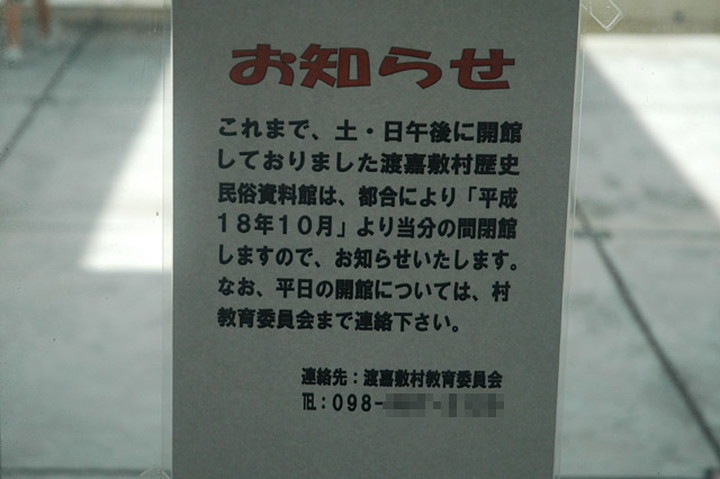 お知らせ
これまで、土・日午後に開館
しておりました渡嘉敷村歴史
民俗資料館は、都合により「平成
18年10月」より当分の間閉館
しますので、お知らせいたします。
なお、平日の開館については、村
教育委員会まで連絡下さい。
連絡先：渡嘉敷村教育委員会
℡：098-